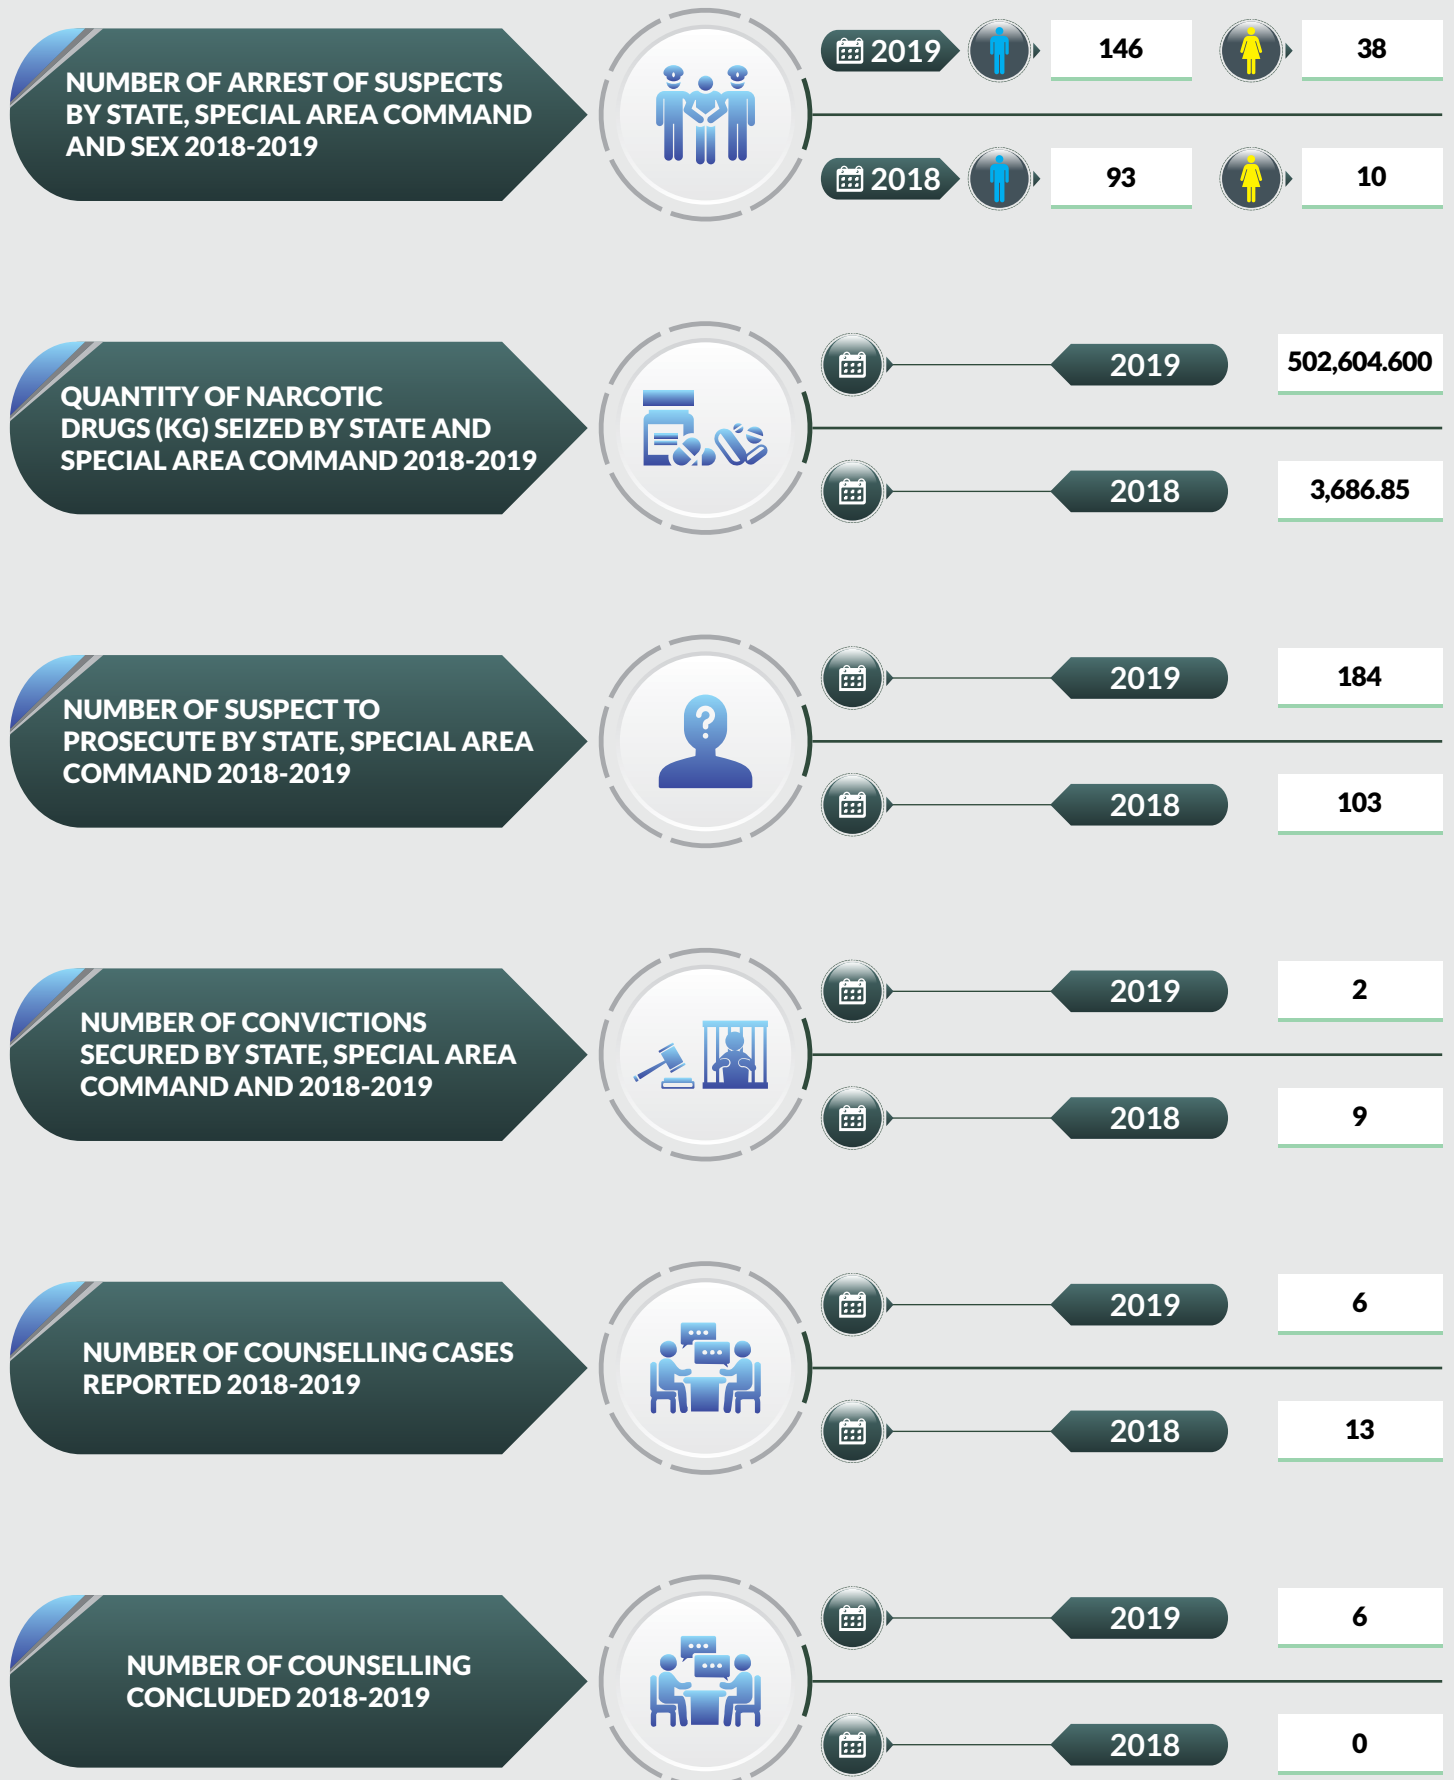 NUMBER OF ARREST OF SUSPECTS
BY STATE, SPECIAL AREA COMMAND
AND SEX 2018-2019
2019
146
38
2018
93
10
QUANTITY OF NARCOTIC
DRUGS (KG) SEIZED BY STATE AND
SPECIAL AREA COMMAND 2018-2019
2019
502,604.600
2018
3,686.85
NUMBER OF SUSPECT TO
PROSECUTE BY STATE, SPECIAL AREA
COMMAND 2018-2019
?
2019
184
2018
103
NUMBER OF CONVICTIONS
SECURED BY STATE, SPECIAL AREA
COMMAND AND 2018-2019
2019
2
2018
9
NUMBER OF COUNSELLING CASES
REPORTED 2018-2019
2019
6
2018
13
NUMBER OF COUNSELLING
CONCLUDED 2018-2019
2019
6
2018
0